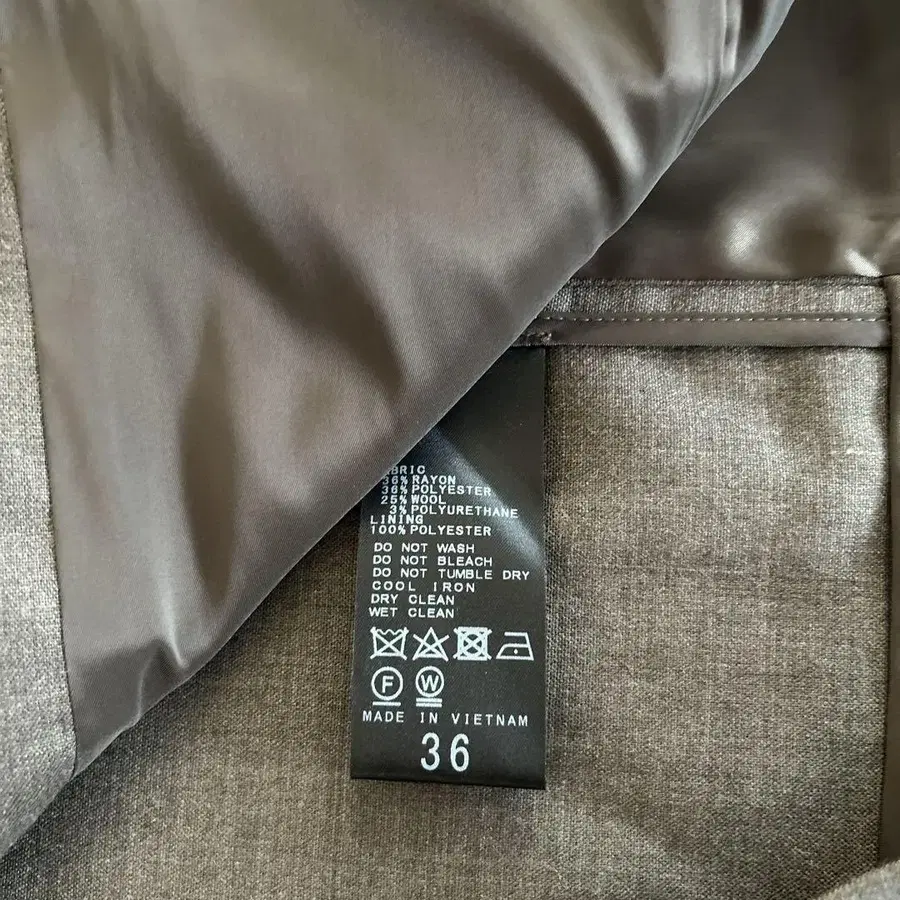 ABRIC
36% RAYON
36% POLYESTER
25% WOOL
3% POLYURETHANE
LINING
100% POLYESTER
DO NOT WASH
DO NOT BLEACH
DO NOT TUMBLE DRY
COOL IRON
DRY CLEAN
WET CLEAN
F W
MADE IN VIETNAM
36